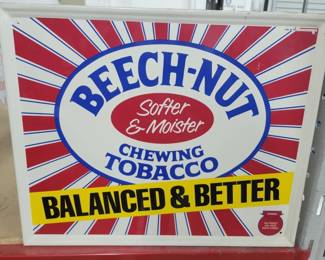 BEECH-NUT
Softer
& Moister
CHEWING
TOBACCO
BALANCED & BETTER